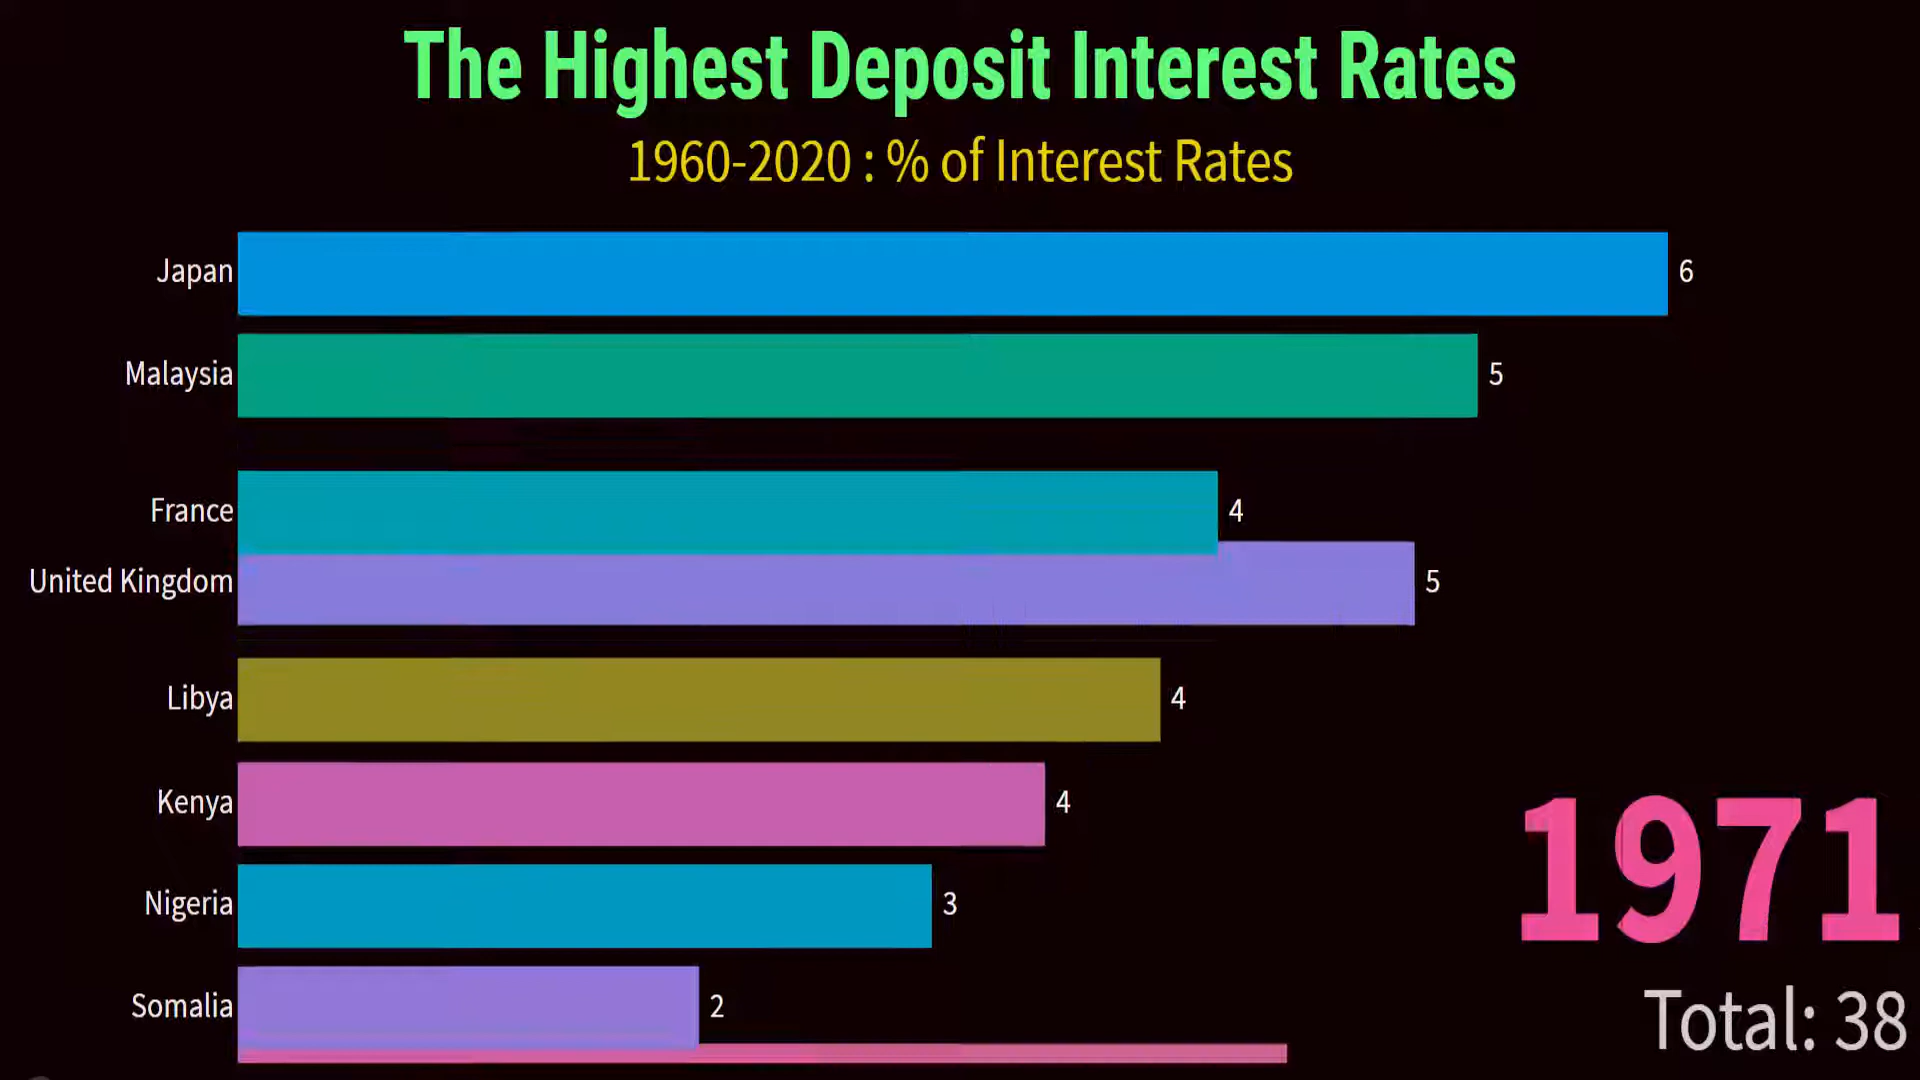 The Highest Deposit Interest Rates
1960-2020 : % of Interest Rates
Japan 6
Malaysia 5
France 4
United Kingdom 5
Libya 4
Kenya 4
Nigeria 3
Somalia 2
1971
Total: 38